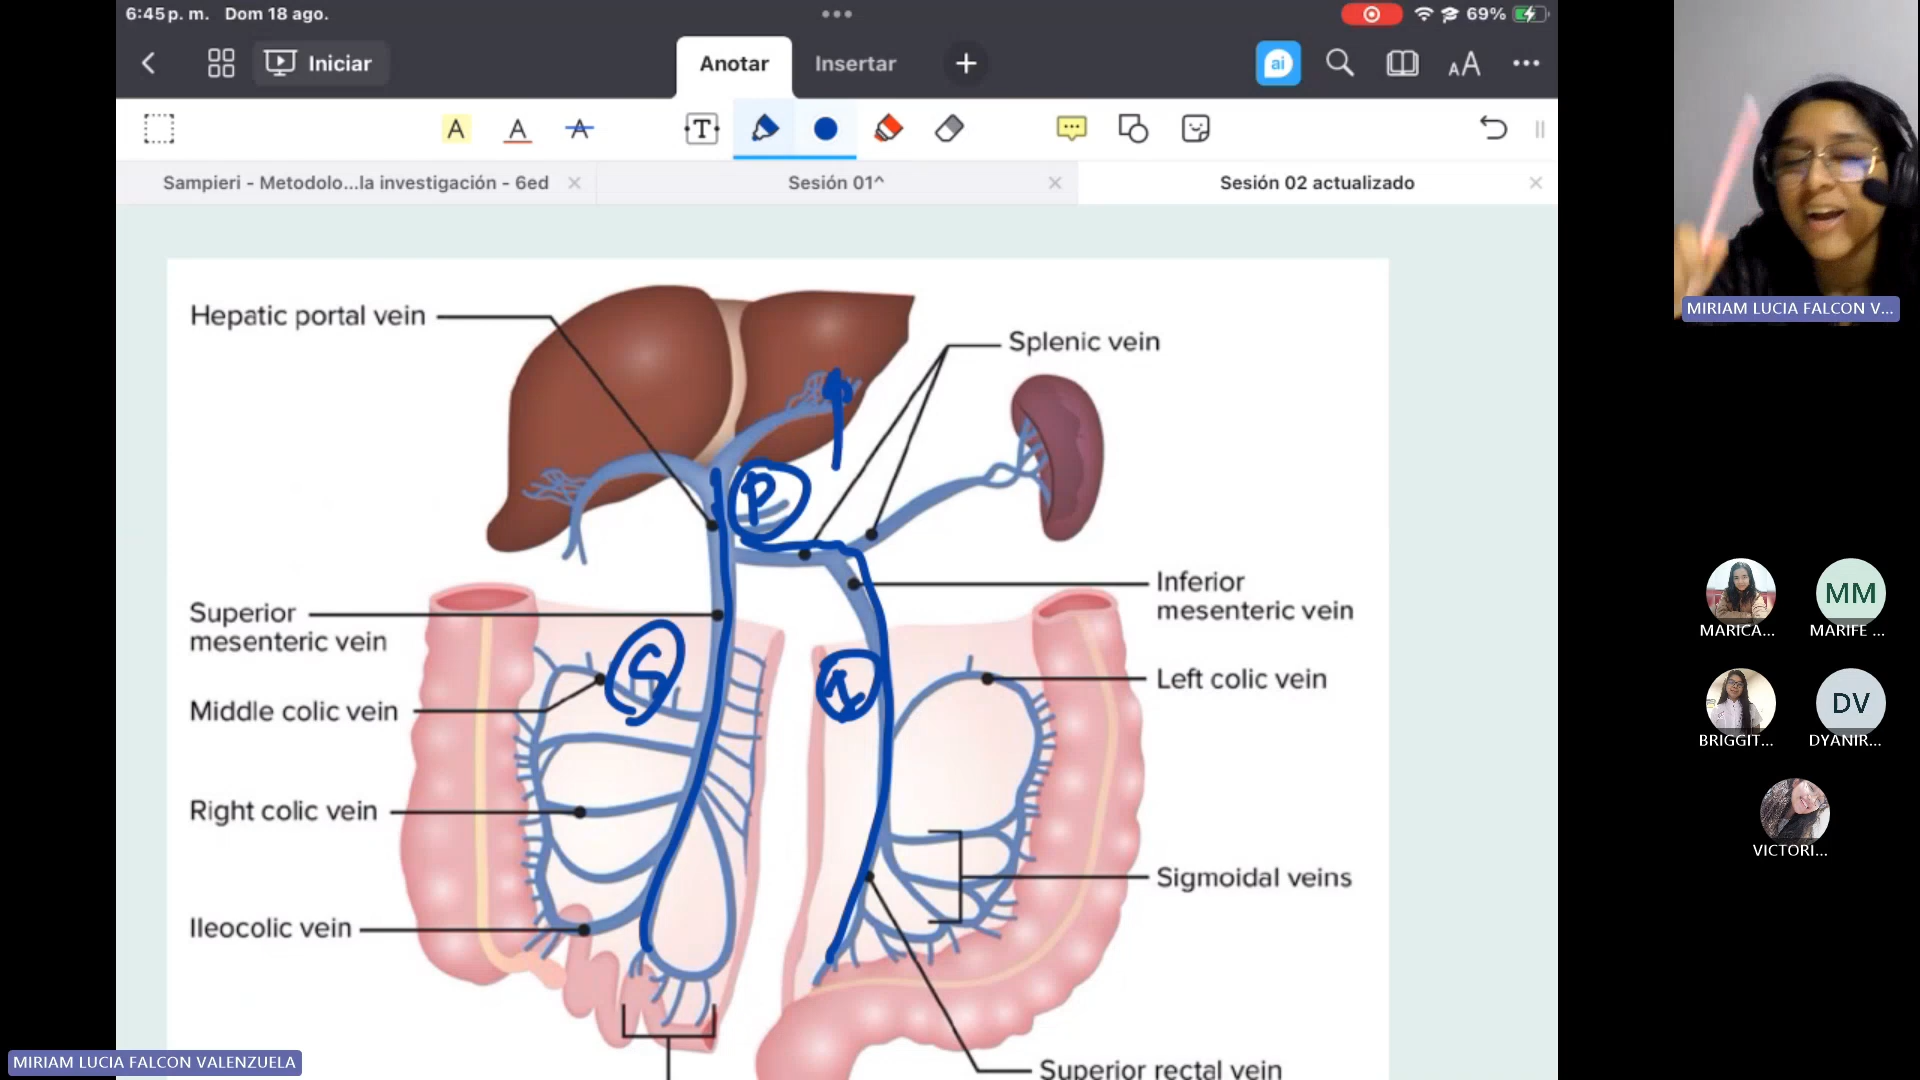 6:45 p. m. Dom 18 ago.
69%
Iniciar
Anotar
Insertar
+
ai
AA
A A A
T
Sampieri - Metodolo...la investigación - 6ed
Sesión 01^
Sesión 02 actualizado
Hepatic portal vein
Splenic vein
P
Superior
mesenteric vein
Inferior
mesenteric vein
S
I
Middle colic vein
Left colic vein
Right colic vein
Sigmoidal veins
Ileocolic vein
Superior rectal vein
MIRIAM LUCIA FALCON VALENZUELA
MIRIAM LUCIA FALCON V...
MM
MARICA...
MARIFE ...
DV
BRIGGIT...
DYANIR...
VICTORI...